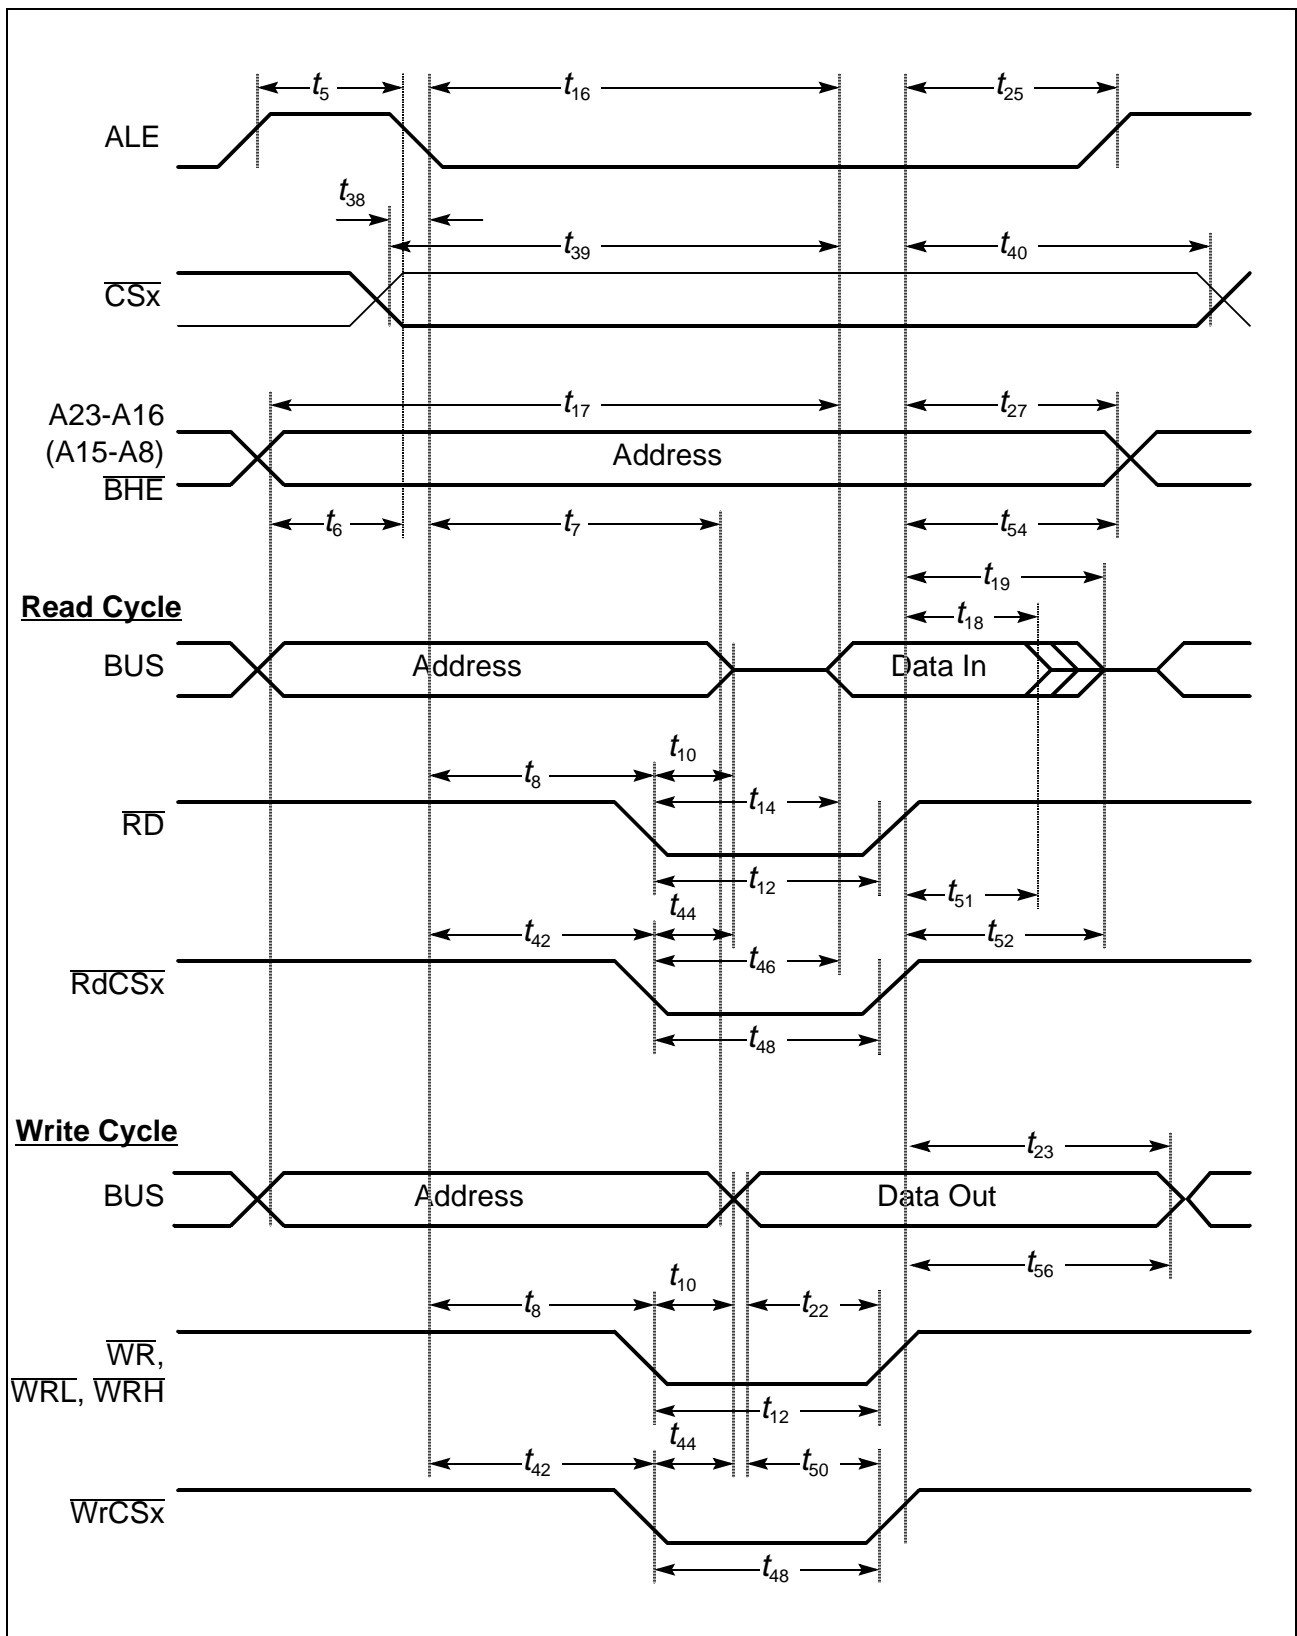 t5 t16 t25
ALE
t38
t39 t40
CSx
t17 t27
A23-A16
(A15-A8) Address
BHE
t6 t7 t54
t19
Read Cycle
t18
BUS Address Data In
t10
t8
t14
RD
t12
t51
t44
t42 t52
t46
RdCSx
t48
Write Cycle
t23
BUS Address Data Out
t56
t10
t8 t22
WR,
WRL, WRH
t12
t44
t42 t50
WrCSx
t48